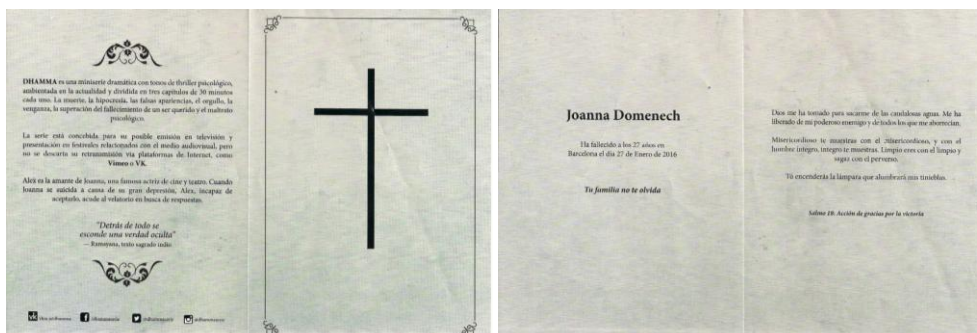 DHAMMA es una miniserie dramática con tonos de thriller psicológico,
ambientada en la actualidad y dividida en tres capítulos de 30 minutos
cada uno. La muerte, la hipocresía, las falsas apariencias, el orgullo, la
venganza, la superación del fallecimiento de un ser querido y el maltrato
psicológico.
La serie está concebida para su posible emisión en televisión y
presentación en festivales relacionados con el medio audiovisual, pero
no se descarta su retransmisión vía plataformas de Internet, como
Vimeo o VK.
Alex es la amante de Joanna, una famosa actriz de cine y teatro. Cuando
Joanna se suicida a causa de su gran depresión, Alex, incapaz de
aceptarlo, acude al velatorio en busca de respuestas.
"Detrás de todo se
esconde una verdad oculta"
— Ramayana, texto sagrado indio
Joanna Domenech
Ha fallecido a los 27 años en
Barcelona el día 27 de Enero de 2016
Tu familia no te olvida
Dios me ha tomado para sacarme de las caudalosas aguas. Me ha
liberado de mi poderoso enemigo y de todos los que me aborrecían.
Misericordioso te muestras con el misericordioso, y con el
hombre íntegro, íntegro te muestras. Limpio eres con el limpio y
sagaz con el perverso.
Tú encenderás la lámpara que alumbrará mis tinieblas.
Salmo 18: Acción de gracias por la victoria